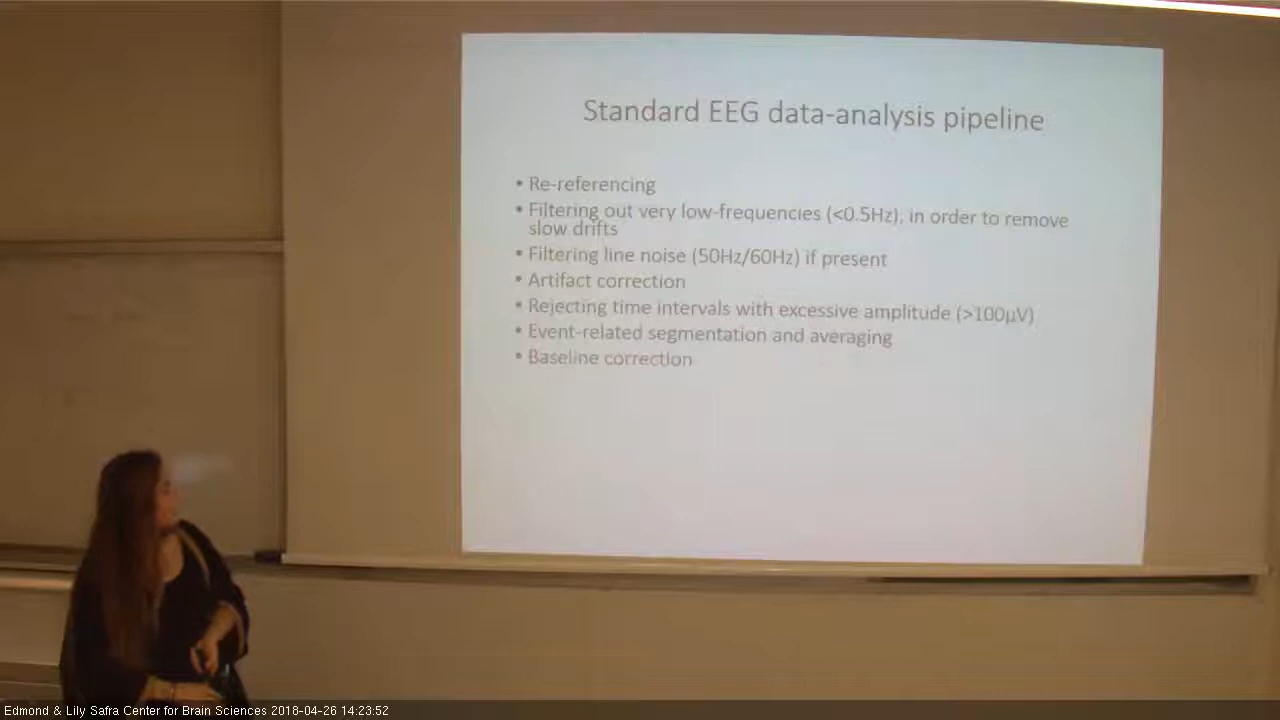 Standard EEG data-analysis pipeline
• Re-referencing
• Filtering out very low-frequencies (<0.5Hz), in order to remove
slow drifts
• Filtering line noise (50Hz/60Hz) if present
• Artifact correction
• Rejecting time intervals with excessive amplitude (>100µV)
• Event-related segmentation and averaging
• Baseline correction
Edmond & Lily Safra Center for Brain Sciences 2018-04-26 14:23:52